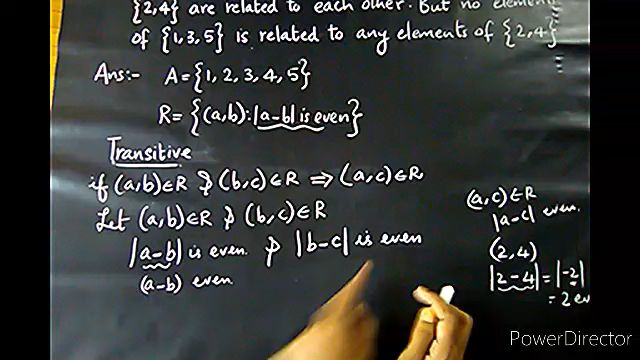 {2,4} are related to each other. But no elemen
of {1,3,5} is related to any elements of {2,4}
Ans:- A={1, 2, 3, 4, 5}
R={(a,b):|a-b| is even}
Transitive
if (a,b)∈R & (b,c)∈R ⇒ (a,c)∈R
Let (a,b)∈R & (b,c)∈R
|a-b| is even & |b-c| is even
(a-b) even
(a,c)∈R
|a-c| even.
(2,4)
|2-4|=|-2|
= 2 ev
PowerDirector